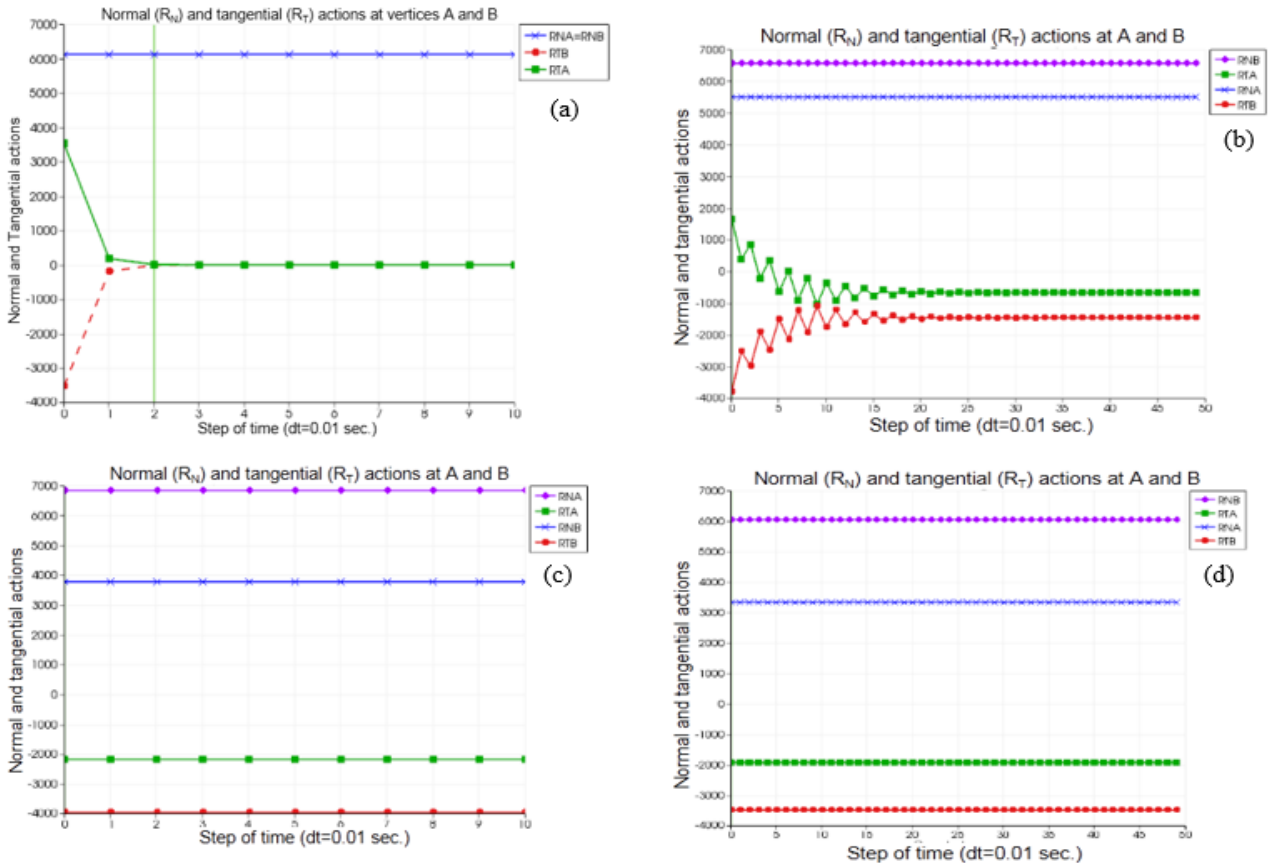 Normal (RN) and tangential (RT) actions at vertices A and B
Normal and Tangential actions
7000
6000
5000
4000
3000
2000
1000
0
-1000
-2000
-3000
-4000
0 1 2 3 4 5 6 7 8 9 10
Step of time (dt=0.01 sec.)
RNA=RNB
RTB
RTA
(a)
Normal (RN) and tangential (RT) actions at A and B
Normal and tangential actions
7000
6000
5000
4000
3000
2000
1000
0
-1000
-2000
-3000
-4000
0 5 10 15 20 25 30 35 40 45 50
Step of time (dt=0.01 sec.)
RNB
RTA
RNA
RTB
(b)
Normal (RN) and tangential (RT) actions at A and B
Normal and tangential actions
7000
6000
5000
4000
3000
2000
1000
0
-1000
-2000
-3000
-4000
0 1 2 3 4 5 6 7 8 9 10
Step of time (dt=0.01 sec.)
RNA
RTA
RNB
RTB
(c)
Normal (RN) and tangential (RT) actions at A and B
Normal and tangential actions
7000
6000
5000
4000
3000
2000
1000
0
-1000
-2000
-3000
-4000
0 5 10 15 20 25 30 35 40 45 50
Step of time (dt=0.01 sec.)
RNB
RTA
RNA
RTB
(d)